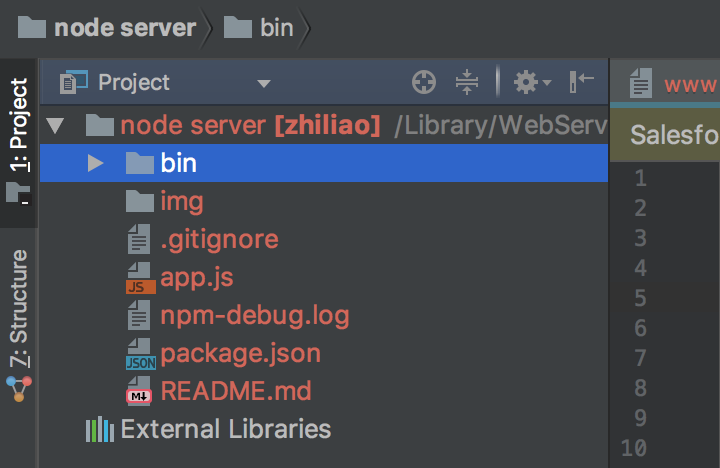 node server bin
1: Project
Project
www
node server [zhiliao] /Library/WebServ
Salesfo
bin
img
.gitignore
JS app.js
npm-debug.log
JSON package.json
M↓ README.md
External Libraries
7: Structure
1
2
3
4
5
6
7
8
9
10